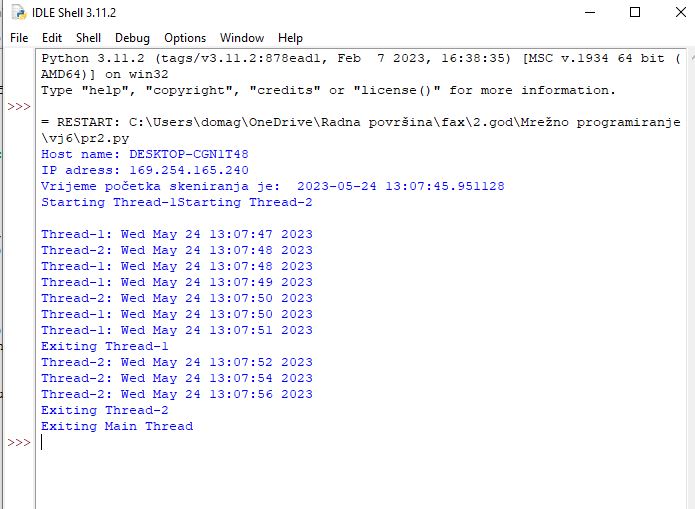 IDLE Shell 3.11.2
File Edit Shell Debug Options Window Help
Python 3.11.2 (tags/v3.11.2:878ead1, Feb  7 2023, 16:38:35) [MSC v.1934 64 bit (
AMD64)] on win32
Type "help", "copyright", "credits" or "license()" for more information.
>>>
= RESTART: C:\Users\domag\OneDrive\Radna površina\fax\2.god\Mrežno programiranje
\vj6\pr2.py
Host name: DESKTOP-CGN1T48
IP adress: 169.254.165.240
Vrijeme početka skeniranja je:  2023-05-24 13:07:45.951128
Starting Thread-1Starting Thread-2
Thread-1: Wed May 24 13:07:47 2023
Thread-2: Wed May 24 13:07:48 2023
Thread-1: Wed May 24 13:07:48 2023
Thread-1: Wed May 24 13:07:49 2023
Thread-2: Wed May 24 13:07:50 2023
Thread-1: Wed May 24 13:07:50 2023
Thread-1: Wed May 24 13:07:51 2023
Exiting Thread-1
Thread-2: Wed May 24 13:07:52 2023
Thread-2: Wed May 24 13:07:54 2023
Thread-2: Wed May 24 13:07:56 2023
Exiting Thread-2
Exiting Main Thread
>>>